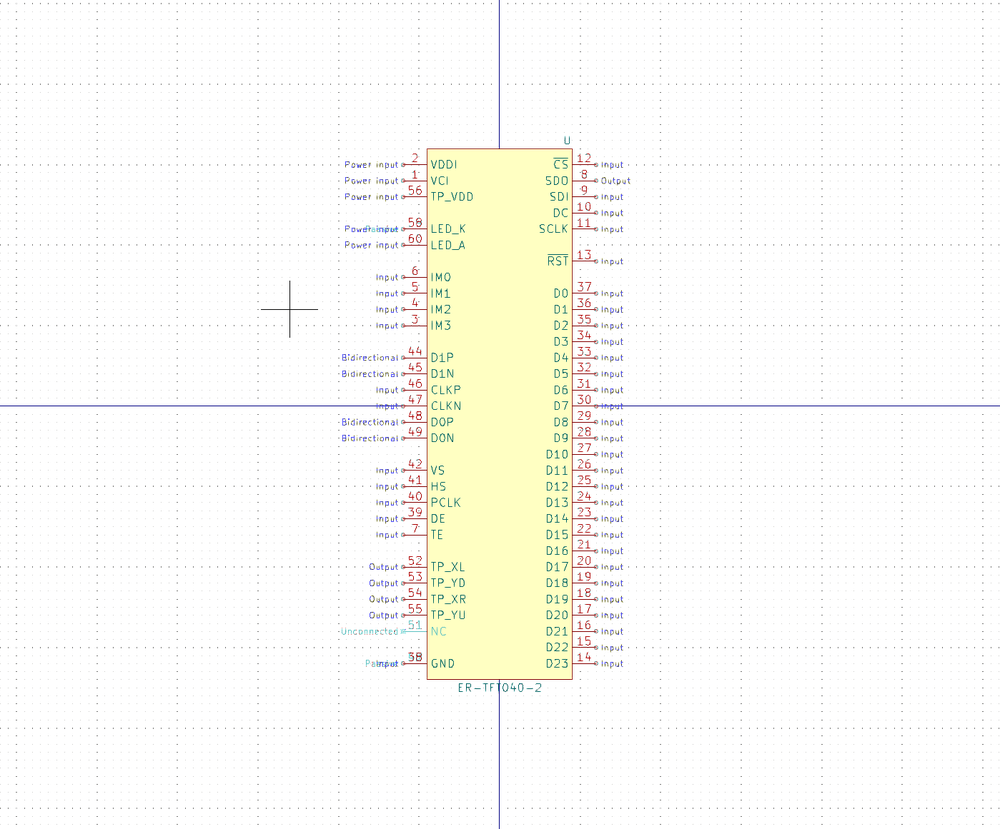 U
Power input 2 VDDI CS 12 Input
Power input 1 VCI SDO 8 Output
Power input 56 TP_VDD SDI 9 Input
DC 10 Input
Power input LED_K SCLK 11 Input
Power input 60 LED_A
RST 13 Input
Input 6 IM0
Input 5 IM1 D0 37 Input
Input 4 IM2 D1 36 Input
Input 3 IM3 D2 35 Input
D3 34 Input
Bidirectional 44 D1P D4 33 Input
Bidirectional 45 D1N D5 32 Input
Input 46 CLKP D6 31 Input
Input 47 CLKN D7 30 Input
Bidirectional 48 D0P D8 29 Input
Bidirectional 49 D0N D9 28 Input
D10 27 Input
Input 42 VS D11 26 Input
Input 41 HS D12 25 Input
Input 40 PCLK D13 24 Input
Input 39 DE D14 23 Input
Input 7 TE D15 22 Input
D16 21 Input
Output 52 TP_XL D17 20 Input
Output 53 TP_YD D18 19 Input
Output 54 TP_XR D19 18 Input
Output 55 TP_YU D20 17 Input
Unconnected 51 NC D21 16 Input
D22 15 Input
GND D23 14 Input
ER-TFT040-2